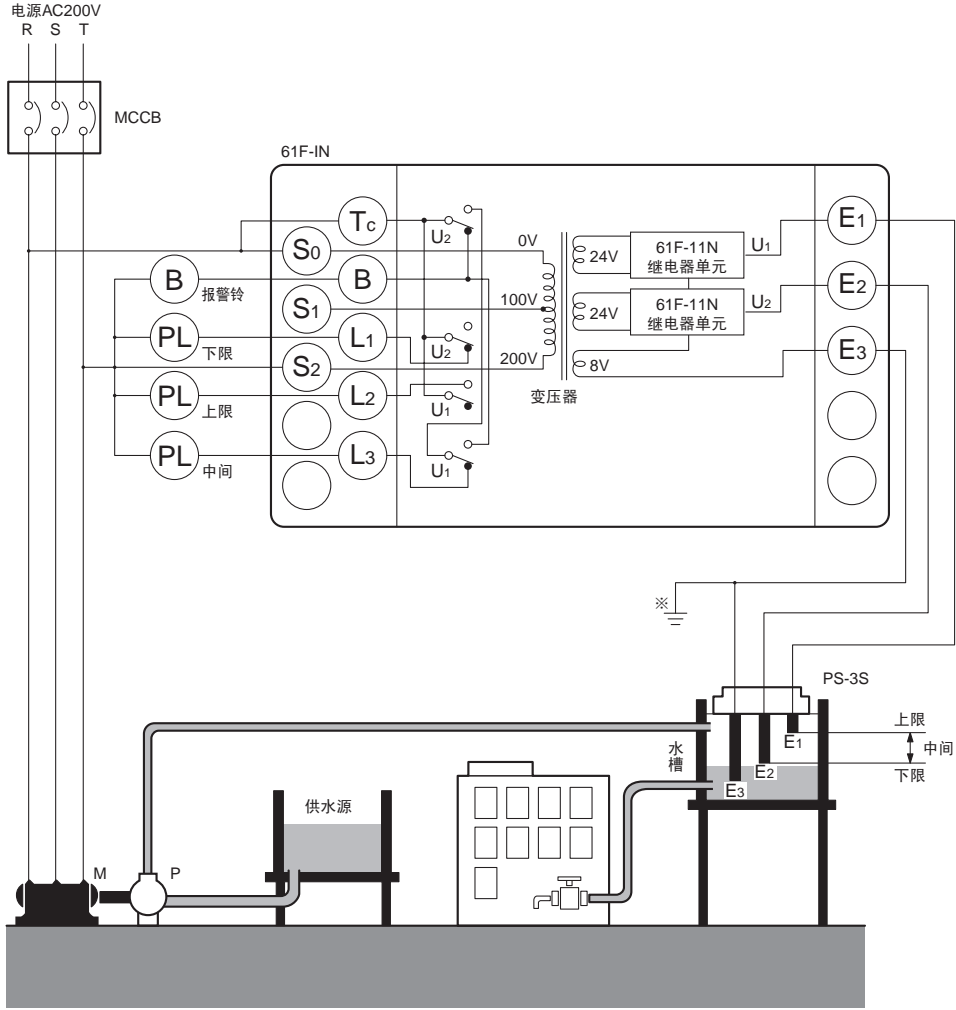 电源AC200V
R S T
MCCB
61F-IN
Tc
S0
B
报警铃
B
S1
PL
下限
L1
S2
PL
上限
L2
PL
中间
L3
U2
U2
U1
U1
0V
100V
200V
变压器
24V
61F-11N
继电器单元
U1
24V
61F-11N
继电器单元
U2
8V
E1
E2
E3
※
PS-3S
上限
中间
下限
水槽
E1
E2
E3
供水源
M
P